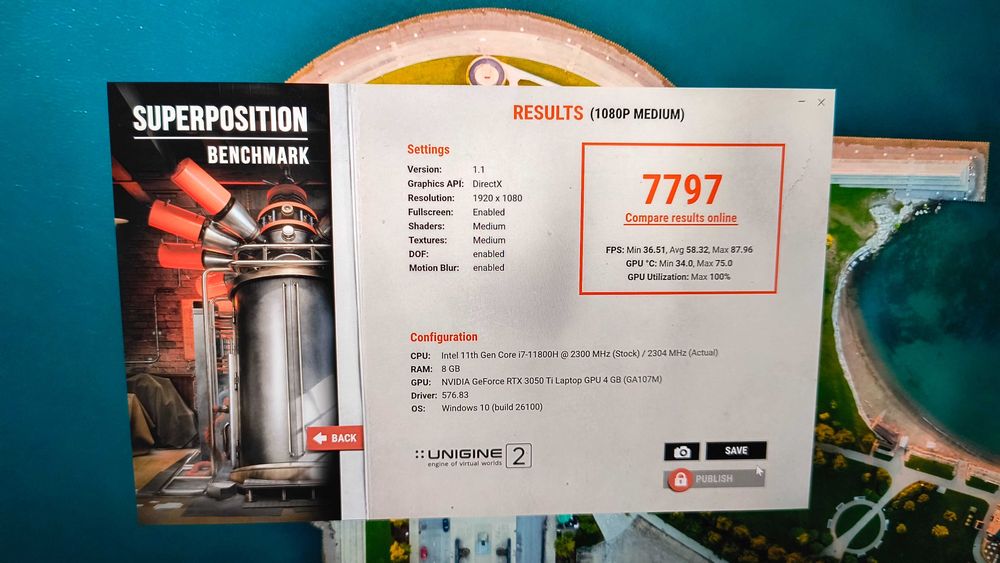 SUPERPOSITION
BENCHMARK
RESULTS (1080P MEDIUM)
Settings
Version: 1.1
Graphics API: DirectX
Resolution: 1920 x 1080
Fullscreen: Enabled
Shaders: Medium
Textures: Medium
DOF: enabled
Motion Blur: enabled
7797
Compare results online
FPS: Min 36.51, Avg 58.32, Max 87.96
GPU °C: Min 34.0, Max 75.0
GPU Utilization: Max 100%
Configuration
CPU: Intel 11th Gen Core i7-11800H @ 2300 MHz (Stock) / 2304 MHz (Actual)
RAM: 8 GB
GPU: NVIDIA GeForce RTX 3050 Ti Laptop GPU 4 GB (GA107M)
Driver: 576.83
OS: Windows 10 (build 26100)
BACK
UNIGINE 2
engine of virtual worlds
SAVE
PUBLISH